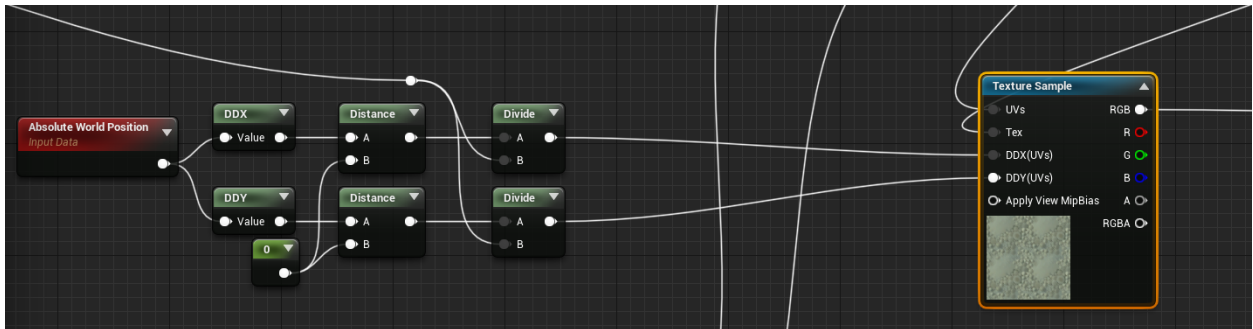 Absolute World Position
Input Data
DDX
Value
DDY
Value
0
Distance
A
B
Distance
A
B
Divide
A
B
Divide
A
B
Texture Sample
UVs RGB
Tex R
DDX(UVs) G
DDY(UVs) B
Apply View MipBias A
RGBA